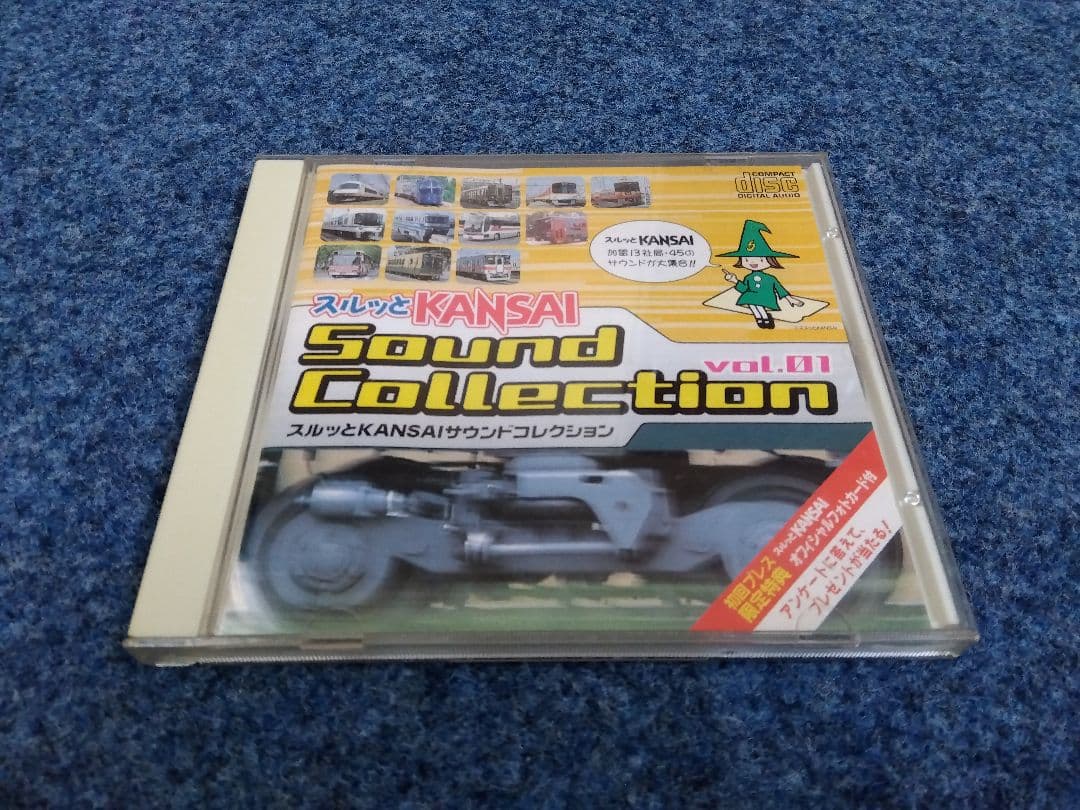 COMPACT
disc
DIGITAL AUDIO
スルッとKANSAI
加盟13社局・45の
サウンドが大集合!!
スルッとKANSAI
Sound
vol.01
Collection
スルッとKANSAIサウンドコレクション
初回プレス
限定特典
スルッとKANSAI
オフィシャルフォトカード付
アンケートに答えて、
プレゼントが当たる!